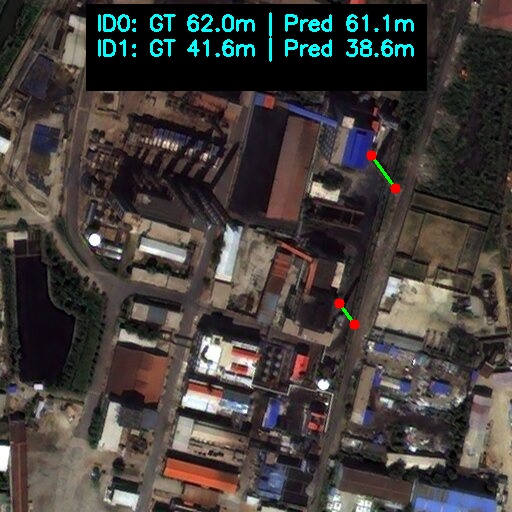 ID0: GT 62.0m | Pred 61.1m
ID1: GT 41.6m | Pred 38.6m